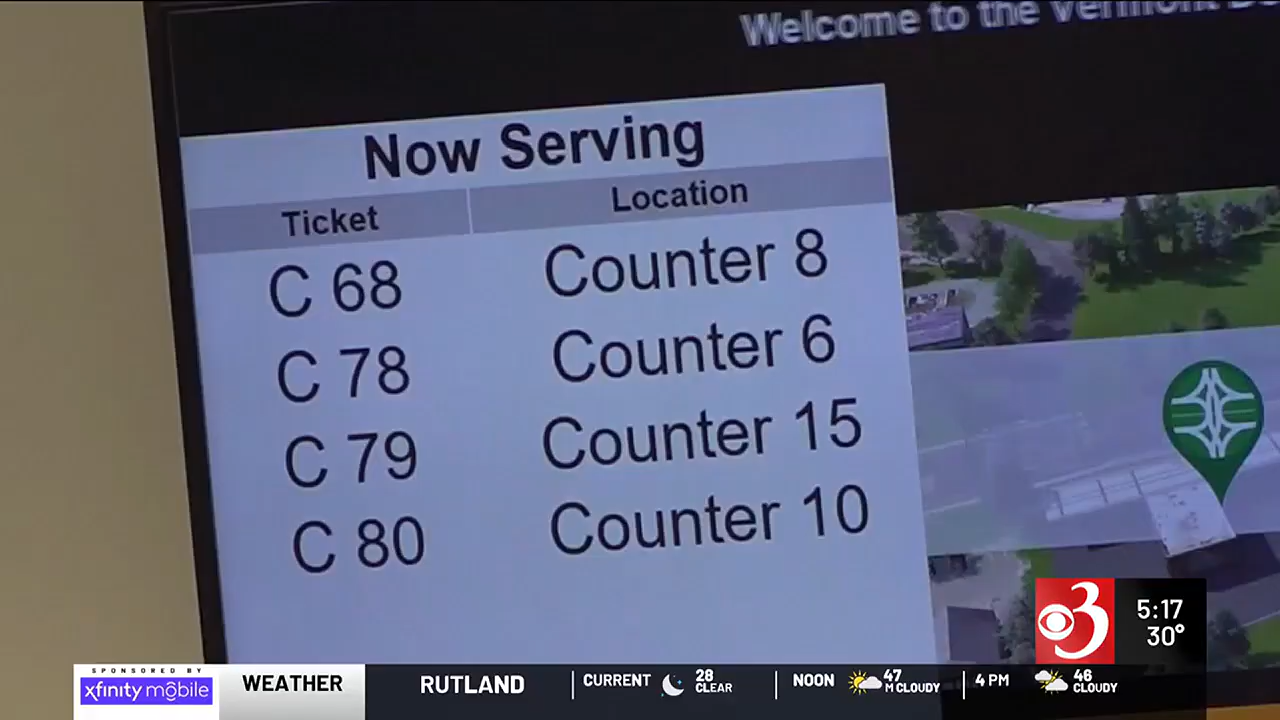 Welcome to the Vermont
Now Serving
Ticket Location
C 68 Counter 8
C 78 Counter 6
C 79 Counter 15
C 80 Counter 10
3 5:17
30°
SPONSORED BY
xfinity mobile WEATHER RUTLAND CURRENT 28 CLEAR NOON 47 M CLOUDY 4 PM 46 CLOUDY